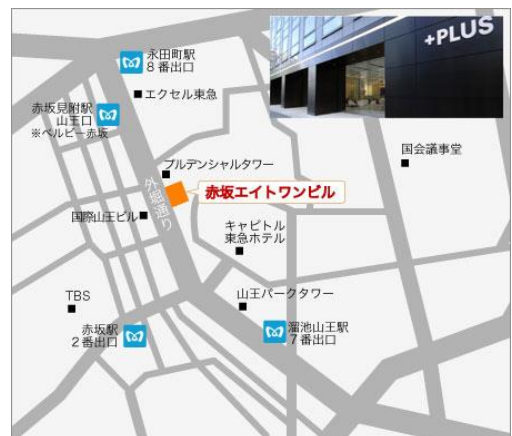 +PLUS
永田町駅
8番出口
エクセル東急
赤坂見附駅
山王口
※ベルビー赤坂
国会議事堂
プルデンシャルタワー
外堀通り
赤坂エイトワンビル
国際山王ビル
キャピトル
東急ホテル
TBS
山王パークタワー
赤坂駅
2番出口
溜池山王駅
7番出口